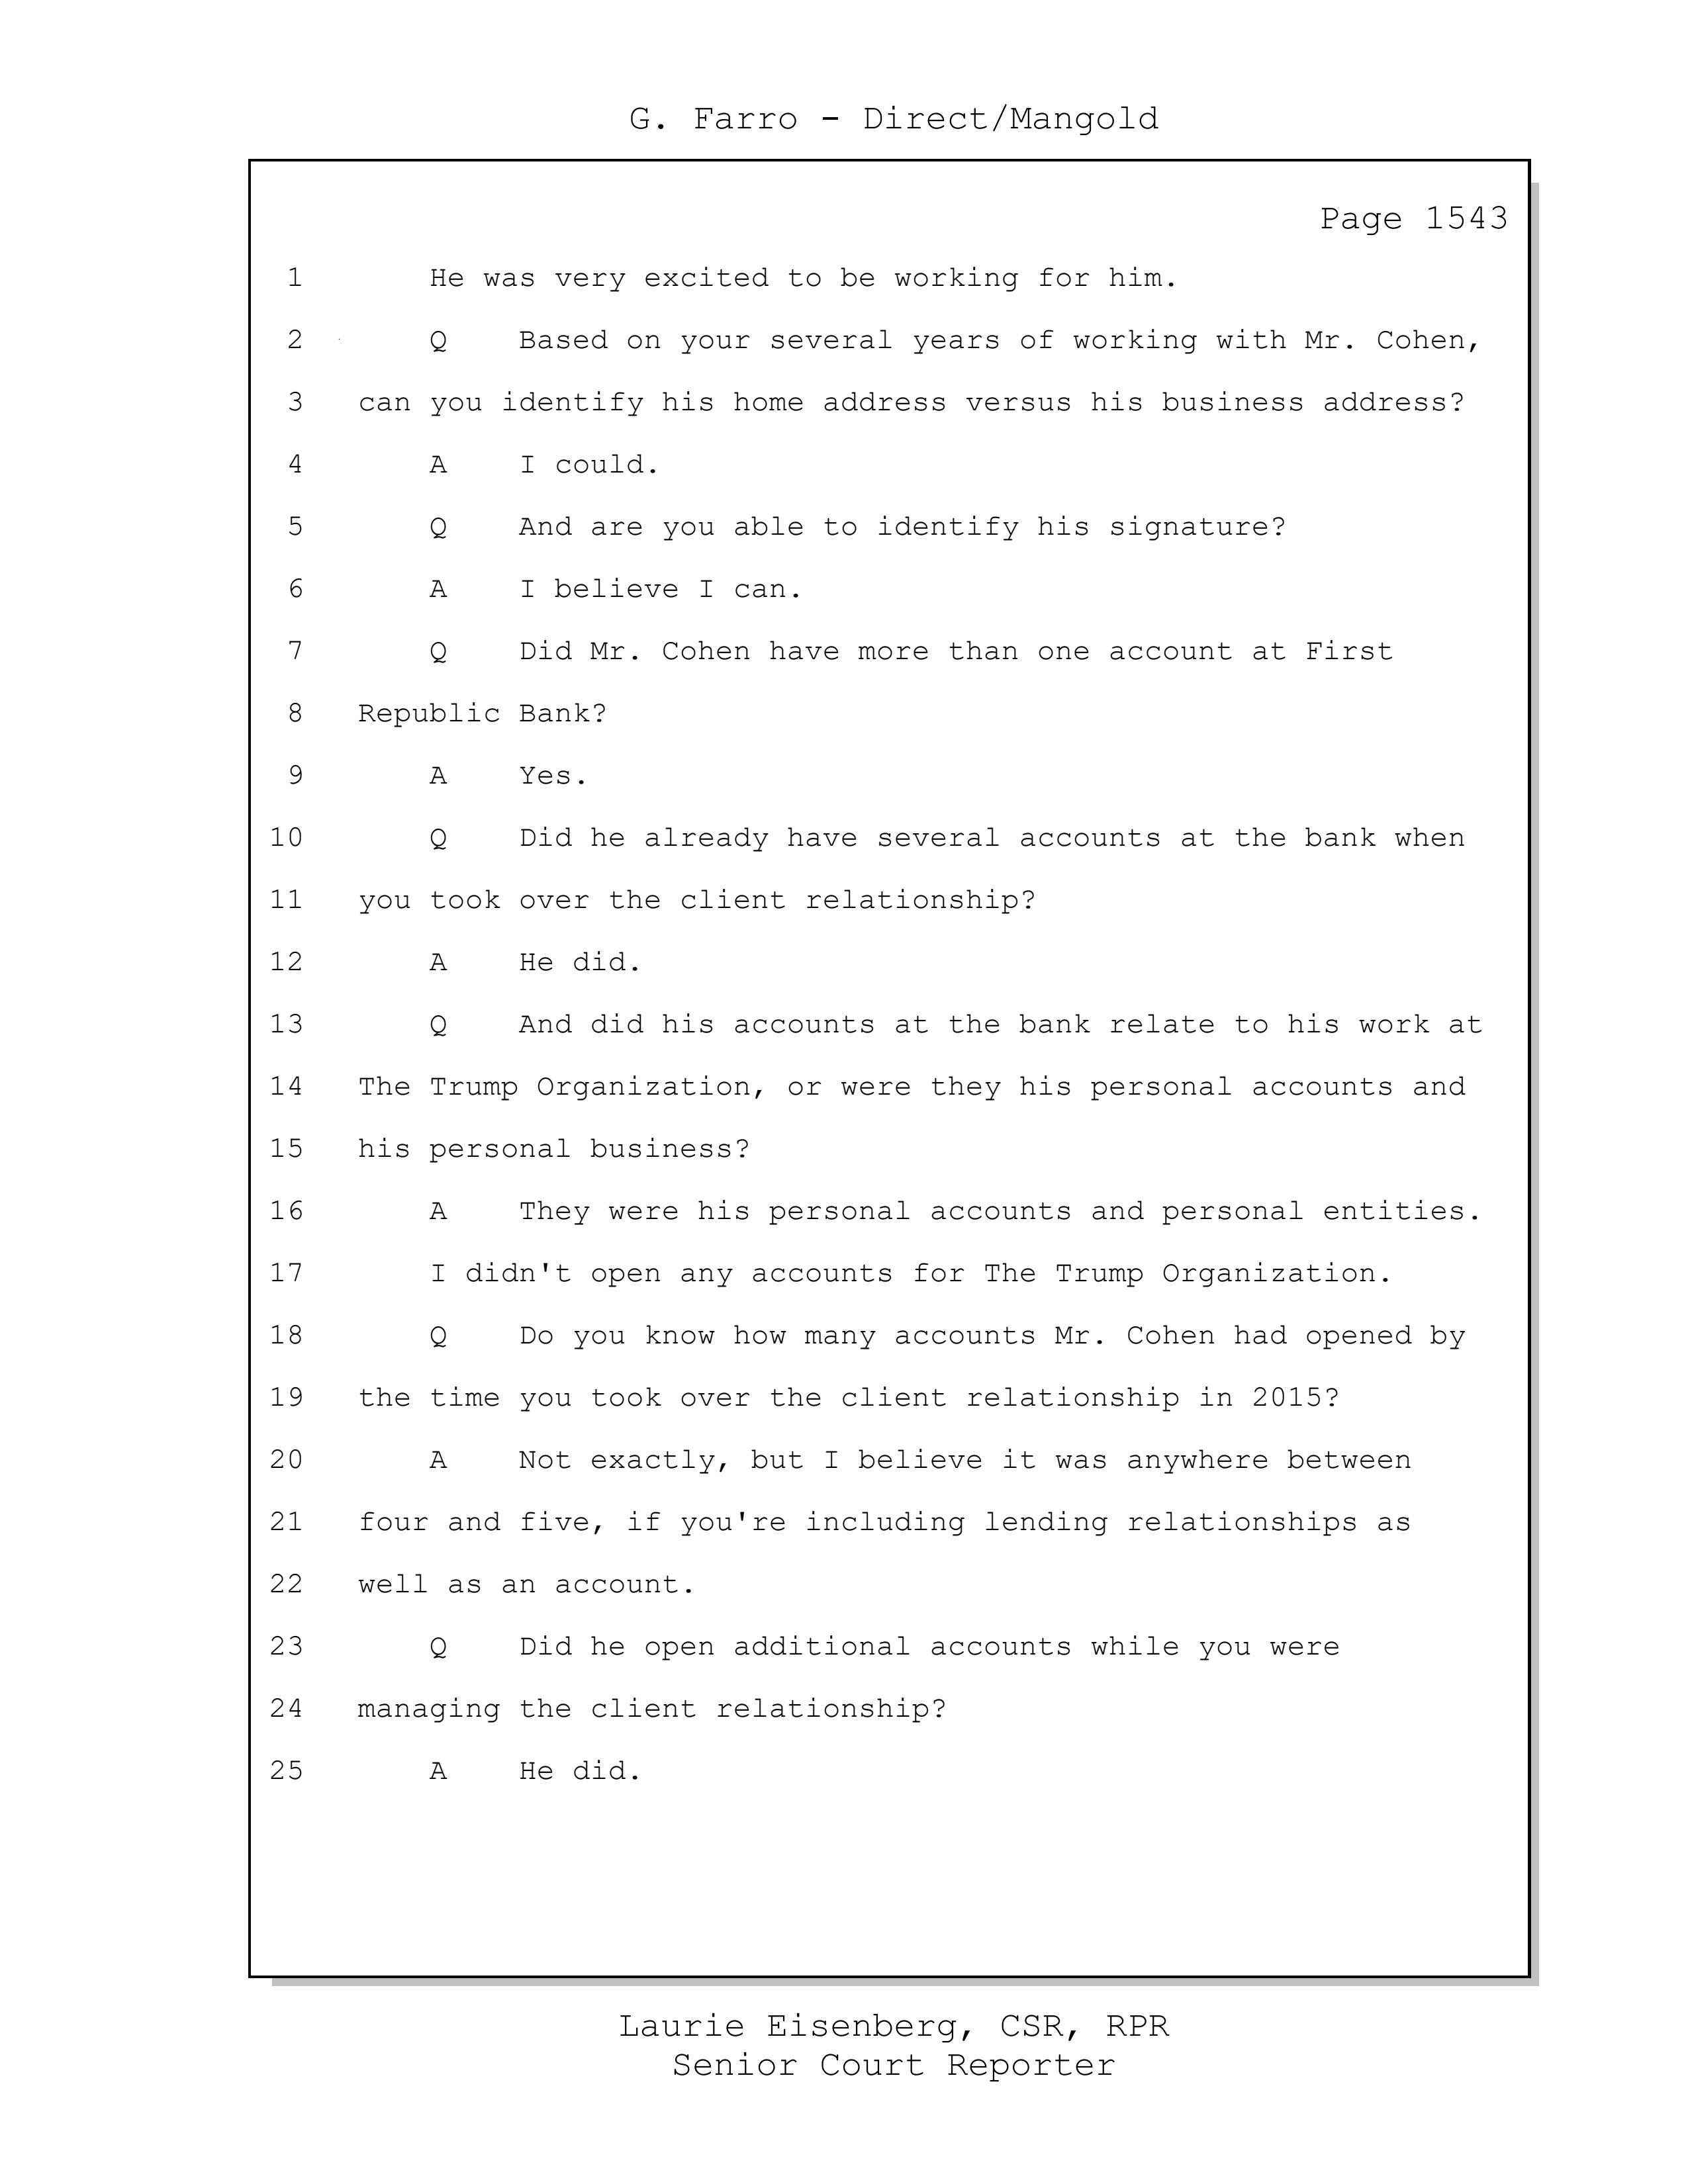 G. Farro - Direct/Mangold
Page 1543
1 He was very excited to be working for him.
2 Q Based on your several years of working with Mr. Cohen,
3 can you identify his home address versus his business address?
4 A I could.
5 Q And are you able to identify his signature?
6 A I believe I can.
7 Q Did Mr. Cohen have more than one account at First
8 Republic Bank?
9 A Yes.
10 Q Did he already have several accounts at the bank when
11 you took over the client relationship?
12 A He did.
13 Q And did his accounts at the bank relate to his work at
14 The Trump Organization, or were they his personal accounts and
15 his personal business?
16 A They were his personal accounts and personal entities.
17 I didn't open any accounts for The Trump Organization.
18 Q Do you know how many accounts Mr. Cohen had opened by
19 the time you took over the client relationship in 2015?
20 A Not exactly, but I believe it was anywhere between
21 four and five, if you're including lending relationships as
22 well as an account.
23 Q Did he open additional accounts while you were
24 managing the client relationship?
25 A He did.
Laurie Eisenberg, CSR, RPR
Senior Court Reporter